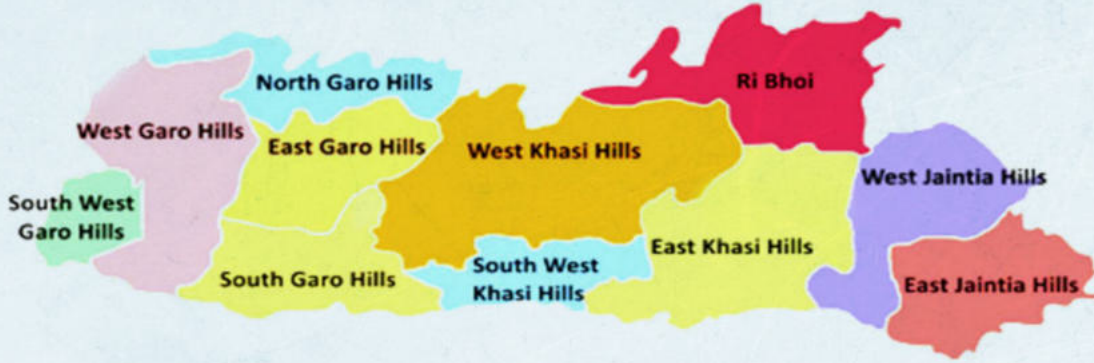 North Garo Hills
Ri Bhoi
West Garo Hills
East Garo Hills
West Khasi Hills
West Jaintia Hills
South West
Garo Hills
East Khasi Hills
South Garo Hills
South West
Khasi Hills
East Jaintia Hills